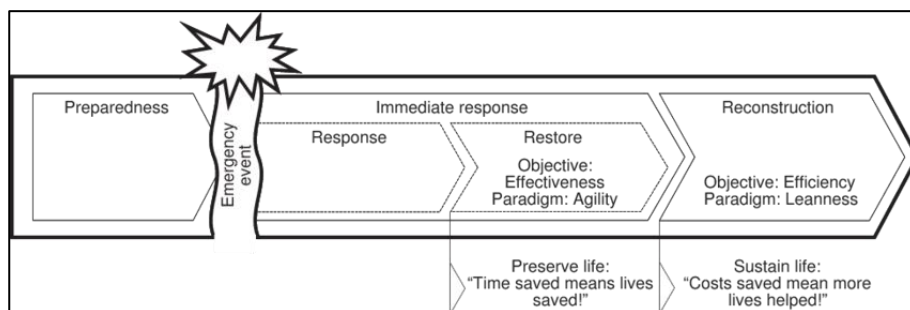 Preparedness
Emergency
event
Immediate response
Response
Restore
Objective:
Effectiveness
Paradigm: Agility
Reconstruction
Objective: Efficiency
Paradigm: Leanness
Preserve life:
“Time saved means lives
saved!”
Sustain life:
“Costs saved mean more
lives helped!”